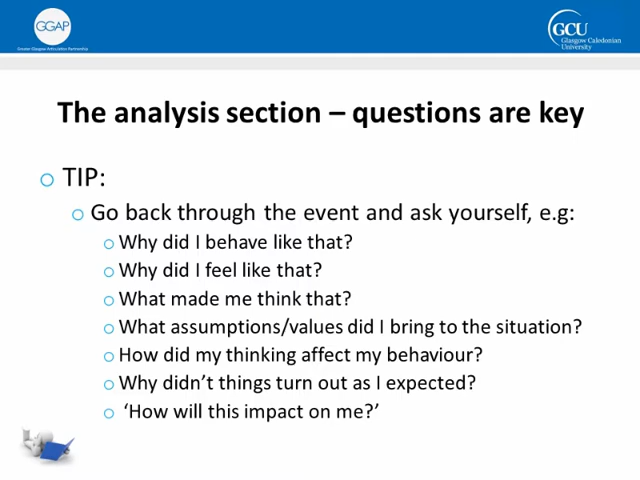 GGAP
Greater Glasgow Articulation Partnership
GCU
Glasgow Caledonian
University
The analysis section – questions are key
TIP:
Go back through the event and ask yourself, e.g:
Why did I behave like that?
Why did I feel like that?
What made me think that?
What assumptions/values did I bring to the situation?
How did my thinking affect my behaviour?
Why didn’t things turn out as I expected?
‘How will this impact on me?’